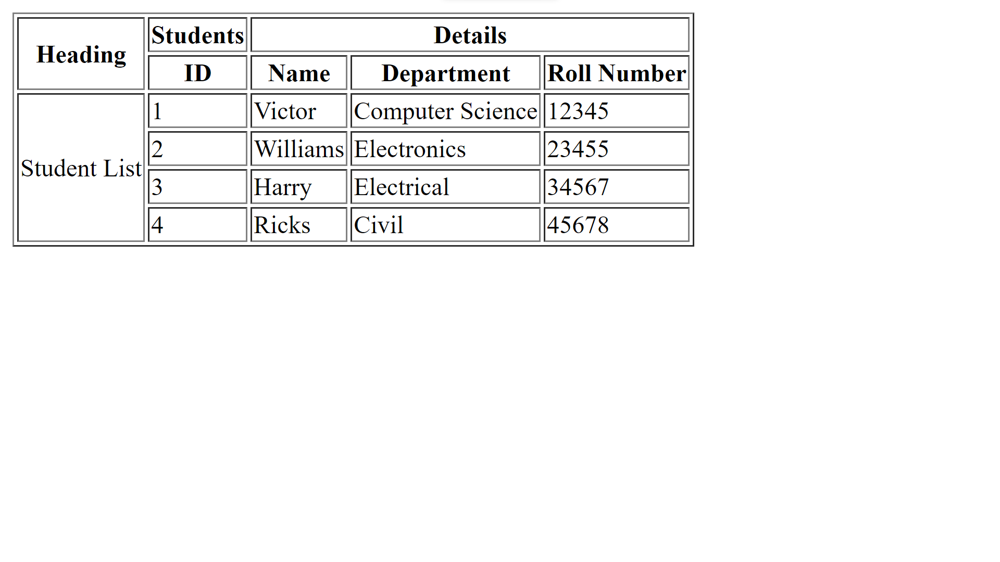 Heading Students Details
ID Name Department Roll Number
Student List 1 Victor Computer Science 12345
2 Williams Electronics 23455
3 Harry Electrical 34567
4 Ricks Civil 45678